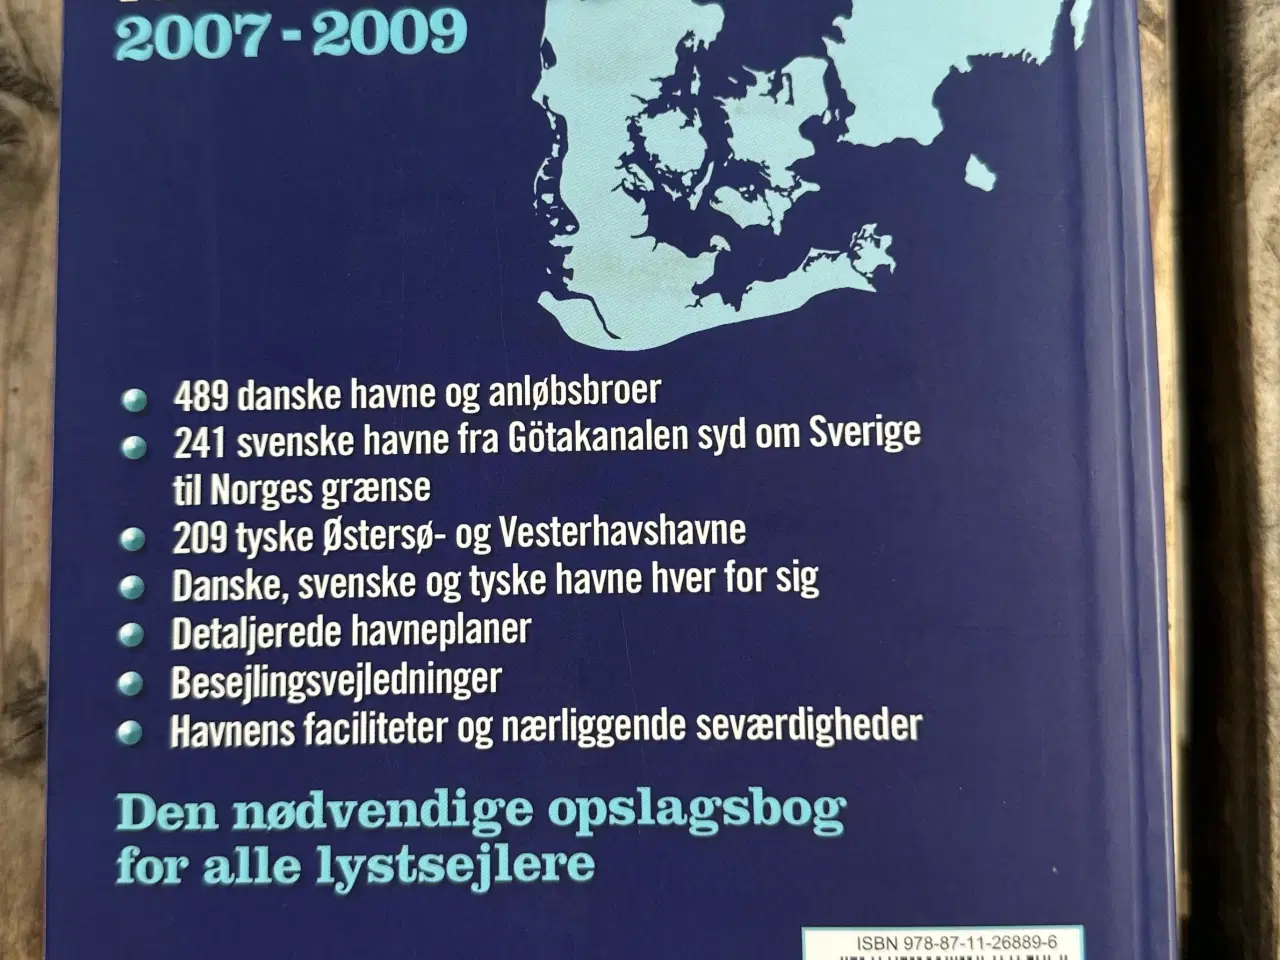 2007 - 2009
489 danske havne og anløbsbroer
241 svenske havne fra Götakanalen syd om Sverige
til Norges grænse
209 tyske Østersø- og Vesterhavshavne
Danske, svenske og tyske havne hver for sig
Detaljerede havneplaner
Besejlingsvejledninger
Havnens faciliteter og nærliggende seværdigheder
Den nødvendige opslagsbog
for alle lystsejlere
ISBN 978-87-11-26889-6